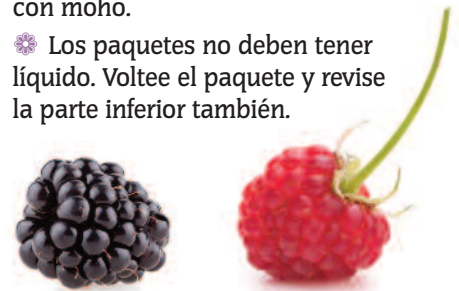 con moho.
Los paquetes no deben tener
líquido. Voltee el paquete y revise
la parte inferior también.